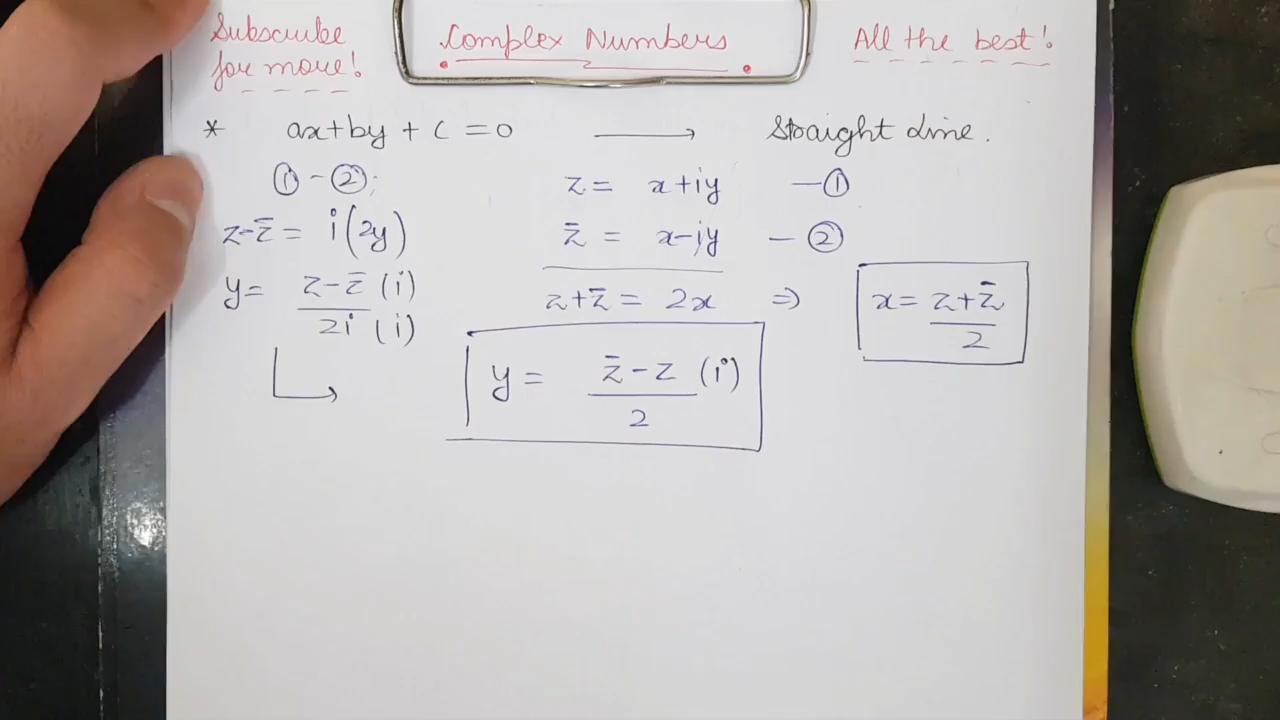 Subscribe for more!
Complex Numbers
All the best!
* ax+by+c=0 → Straight Line.
①-②;
z-z̄ = i(2y)
y= z-z̄ (i) / 2i (i)
z = x+iy —①
z̄ = x-iy —②
z+z̄ = 2x ⇒ x= z+z̄ / 2
y = z̄-z (i) / 2